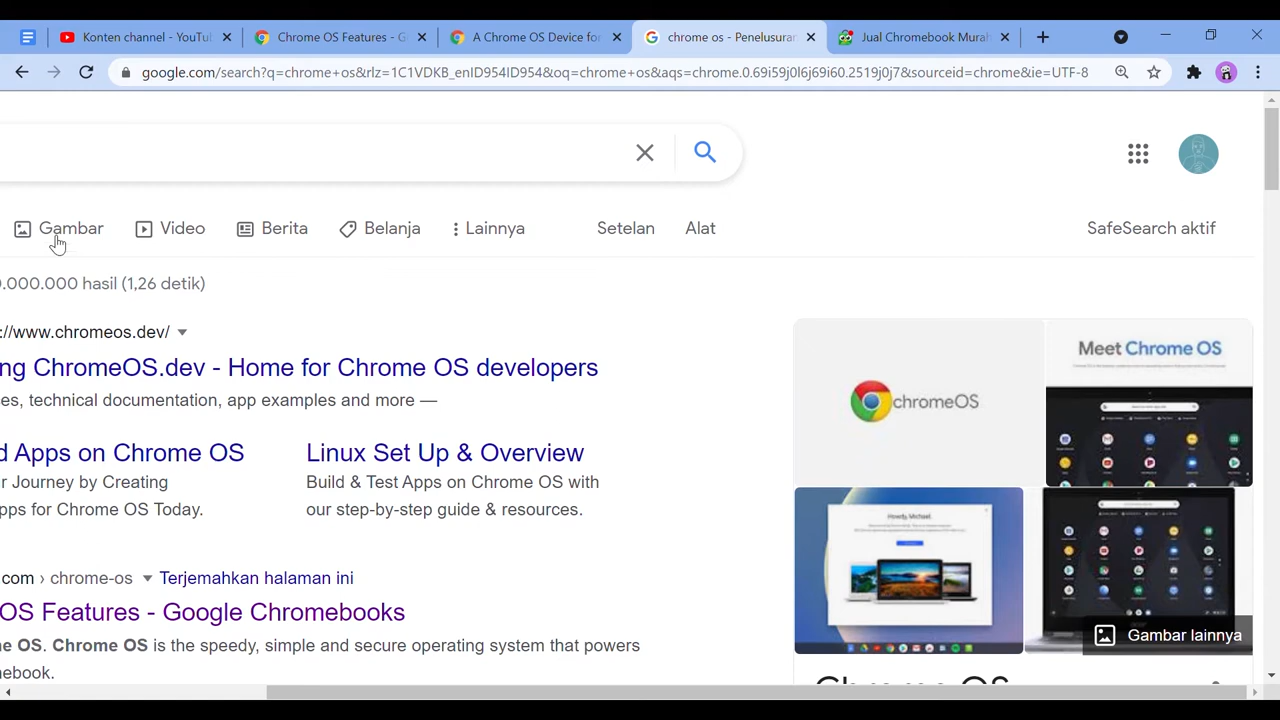 Konten channel - YouTu
Chrome OS Features - G
A Chrome OS Device for
chrome os - Penelusuran
Jual Chromebook Murah
google.com/search?q=chrome+os&rlz=1C1VDKB_enID954ID954&oq=chrome+os&aqs=chrome.0.69i59j0l6j69i60.2519j0j7&sourceid=chrome&ie=UTF-8
Gambar Video Berita Belanja Lainnya Setelan Alat SafeSearch aktif
.000.000 hasil (1,26 detik)
://www.chromeos.dev/
ng ChromeOS.dev - Home for Chrome OS developers
es, technical documentation, app examples and more —
d Apps on Chrome OS
r Journey by Creating
pps for Chrome OS Today.
Linux Set Up & Overview
Build & Test Apps on Chrome OS with
our step-by-step guide & resources.
.com › chrome-os Terjemahkan halaman ini
OS Features - Google Chromebooks
e OS. Chrome OS is the speedy, simple and secure operating system that powers
ebook.
chromeOS
Meet Chrome OS
Howdy, Michael.
Gambar lainnya
Chrome OS